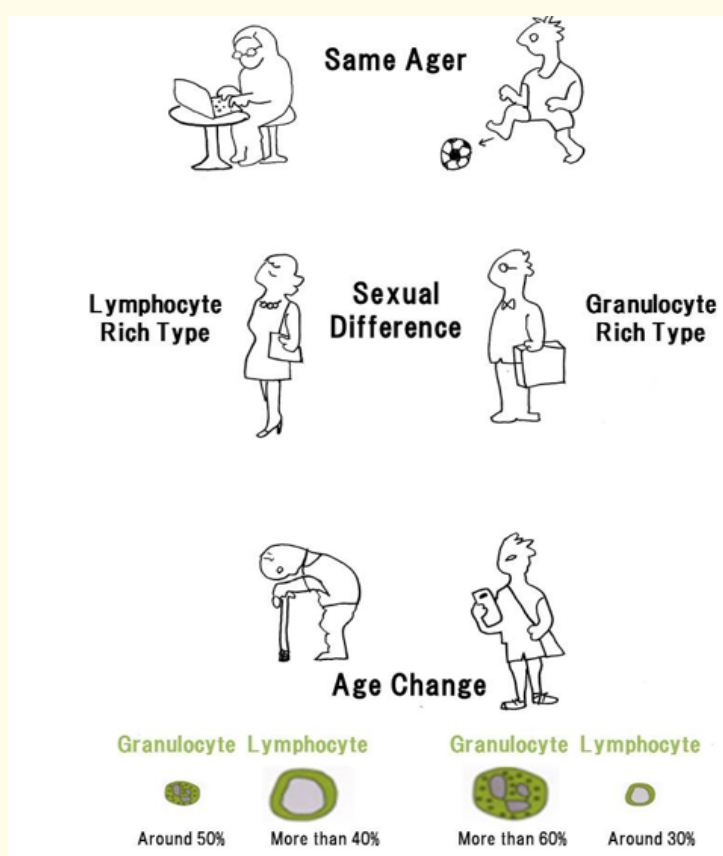 Same Ager
Lymphocyte
Rich Type
Sexual
Difference
Granulocyte
Rich Type
Age Change
Granulocyte Lymphocyte
Granulocyte Lymphocyte
Around 50%
More than 40%
More than 60%
Around 30%